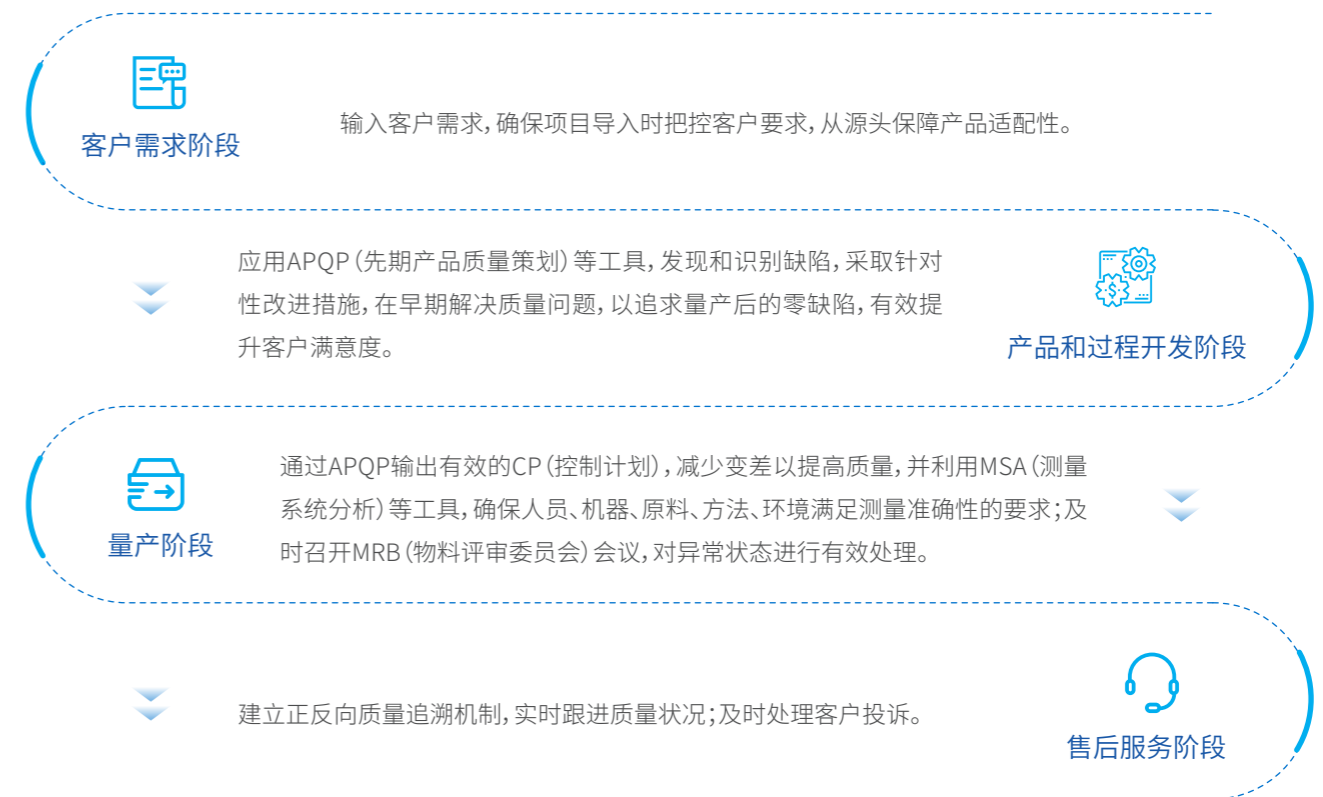 客户需求阶段
输入客户需求，确保项目导入时把控客户要求，从源头保障产品适配性。
应用APQP（先期产品质量策划）等工具，发现和识别缺陷，采取针对
性改进措施，在早期解决质量问题，以追求量产后的零缺陷，有效提
升客户满意度。
产品和过程开发阶段
量产阶段
通过APQP输出有效的CP（控制计划），减少变差以提高质量，并利用MSA（测量
系统分析）等工具，确保人员、机器、原料、方法、环境满足测量准确性的要求；及
时召开MRB（物料评审委员会）会议，对异常状态进行有效处理。
建立正反向质量追溯机制，实时跟进质量状况；及时处理客户投诉。
售后服务阶段